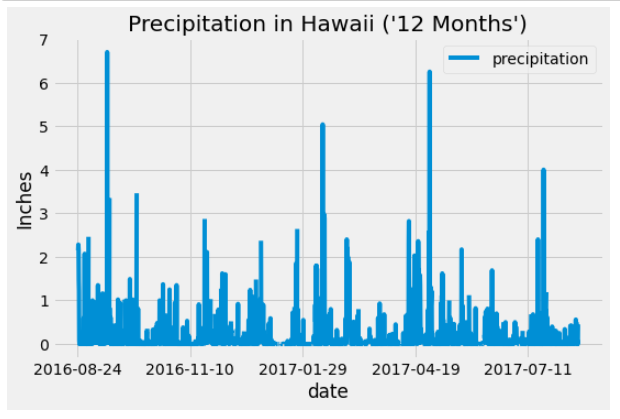 Precipitation in Hawaii ('12 Months')
precipitation
7
6
5
4
3
2
1
0
Inches
2016-08-24 2016-11-10 2017-01-29 2017-04-19 2017-07-11
date